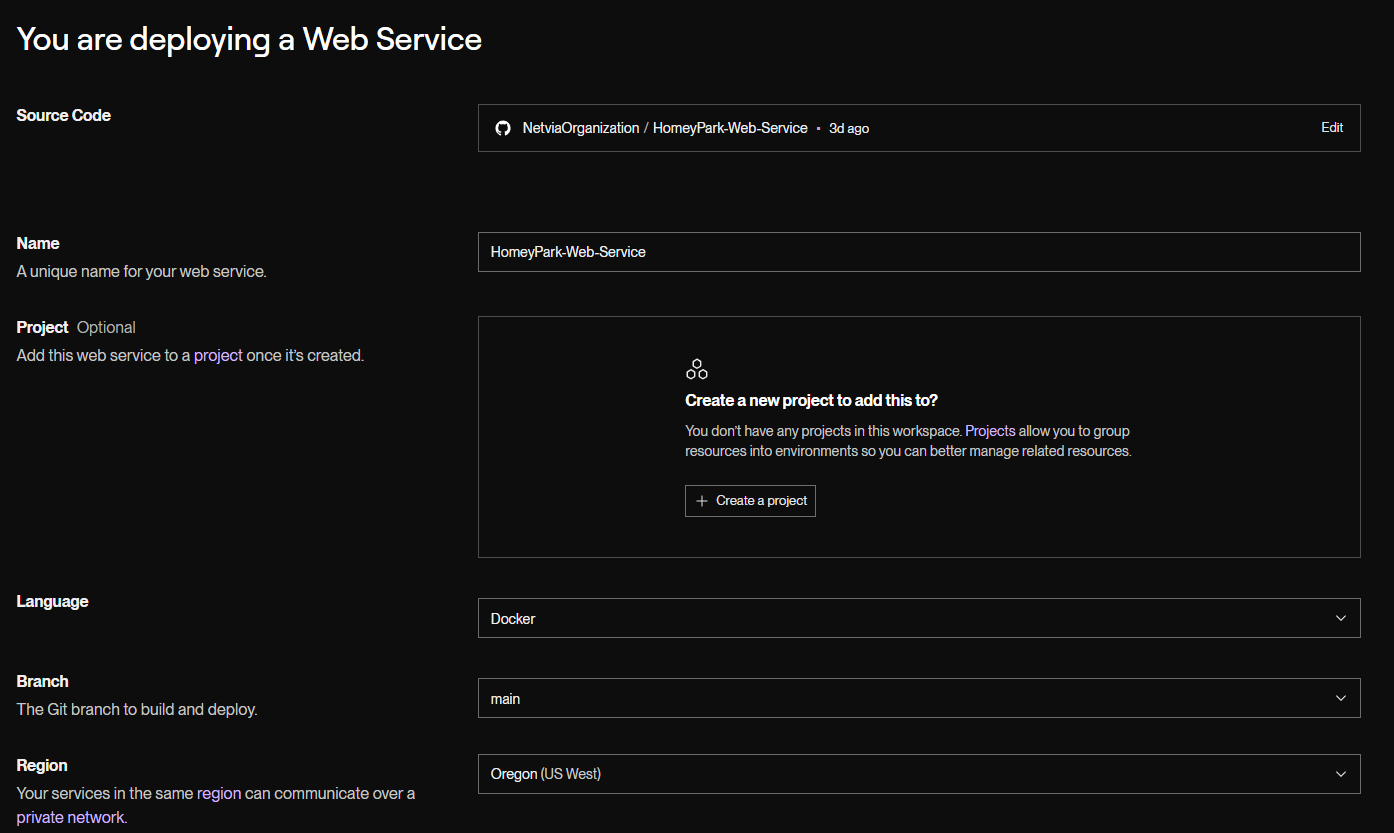 You are deploying a Web Service
Source Code
NetviaOrganization / HomeyPark-Web-Service • 3d ago
Edit
Name
A unique name for your web service.
HomeyPark-Web-Service
Project Optional
Add this web service to a project once it's created.
Create a new project to add this to?
You don't have any projects in this workspace. Projects allow you to group
resources into environments so you can better manage related resources.
+ Create a project
Language
Docker
Branch
The Git branch to build and deploy.
main
Region
Your services in the same region can communicate over a
private network.
Oregon (US West)